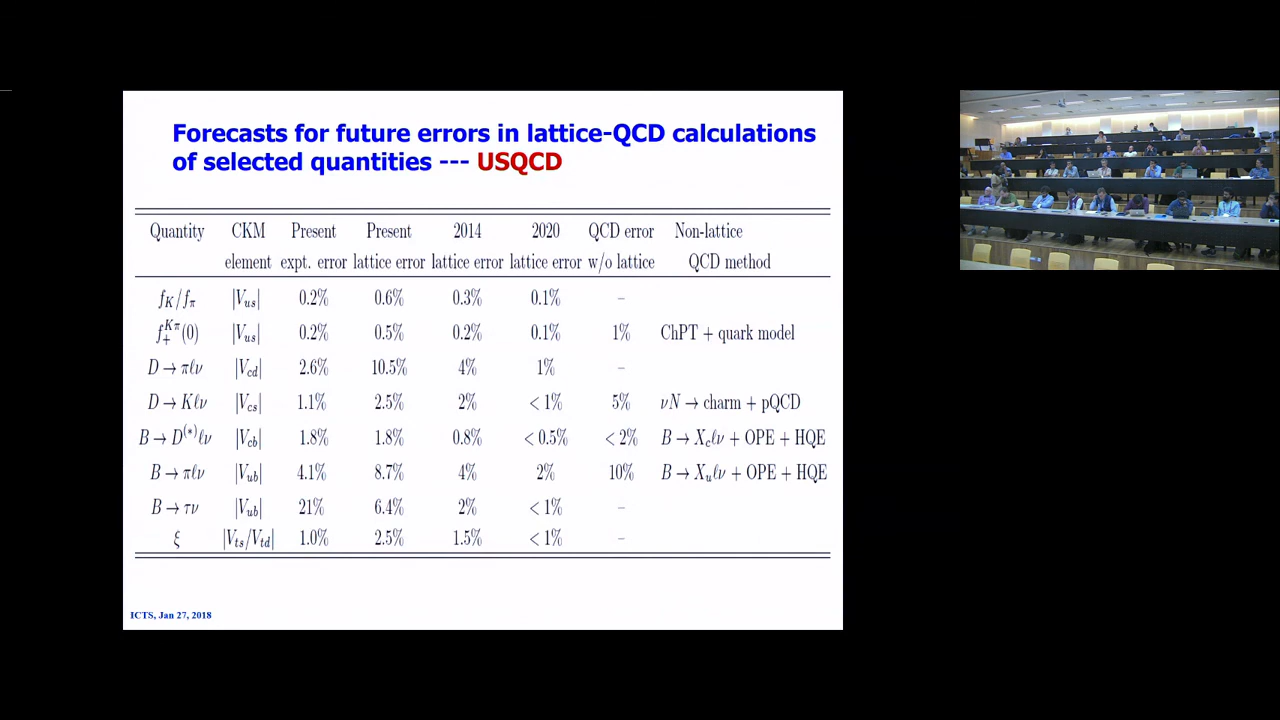 Forecasts for future errors in lattice-QCD calculations
of selected quantities --- USQCD
Quantity CKM Present Present 2014 2020 QCD error Non-lattice
element expt. error lattice error lattice error lattice error w/o lattice QCD method
f_K/f_π |V_us| 0.2% 0.6% 0.3% 0.1% –
f_+^{Kπ}(0) |V_us| 0.2% 0.5% 0.2% 0.1% 1% ChPT + quark model
D → πℓν |V_cd| 2.6% 10.5% 4% 1% –
D → Kℓν |V_cs| 1.1% 2.5% 2% < 1% 5% νN → charm + pQCD
B → D^{(*)}ℓν |V_cb| 1.8% 1.8% 0.8% < 0.5% < 2% B → X_cℓν + OPE + HQE
B → πℓν |V_ub| 4.1% 8.7% 4% 2% 10% B → X_uℓν + OPE + HQE
B → τν |V_ub| 21% 6.4% 2% < 1% –
ξ |V_ts/V_td| 1.0% 2.5% 1.5% < 1% –
ICTS, Jan 27, 2018